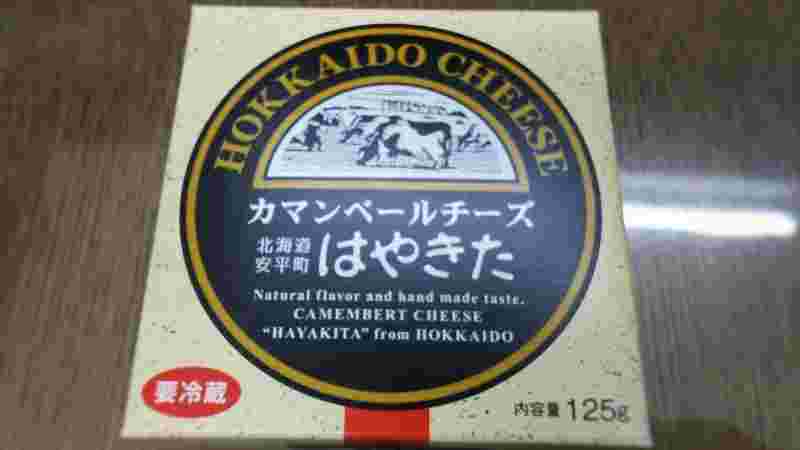 HOKKAIDO CHEESE
カマンベールチーズ
北海道
安平町
はやきた
Natural flavor and hand made taste.
CAMEMBERT CHEESE
"HAYAKITA" from HOKKAIDO
要冷蔵
内容量 125g